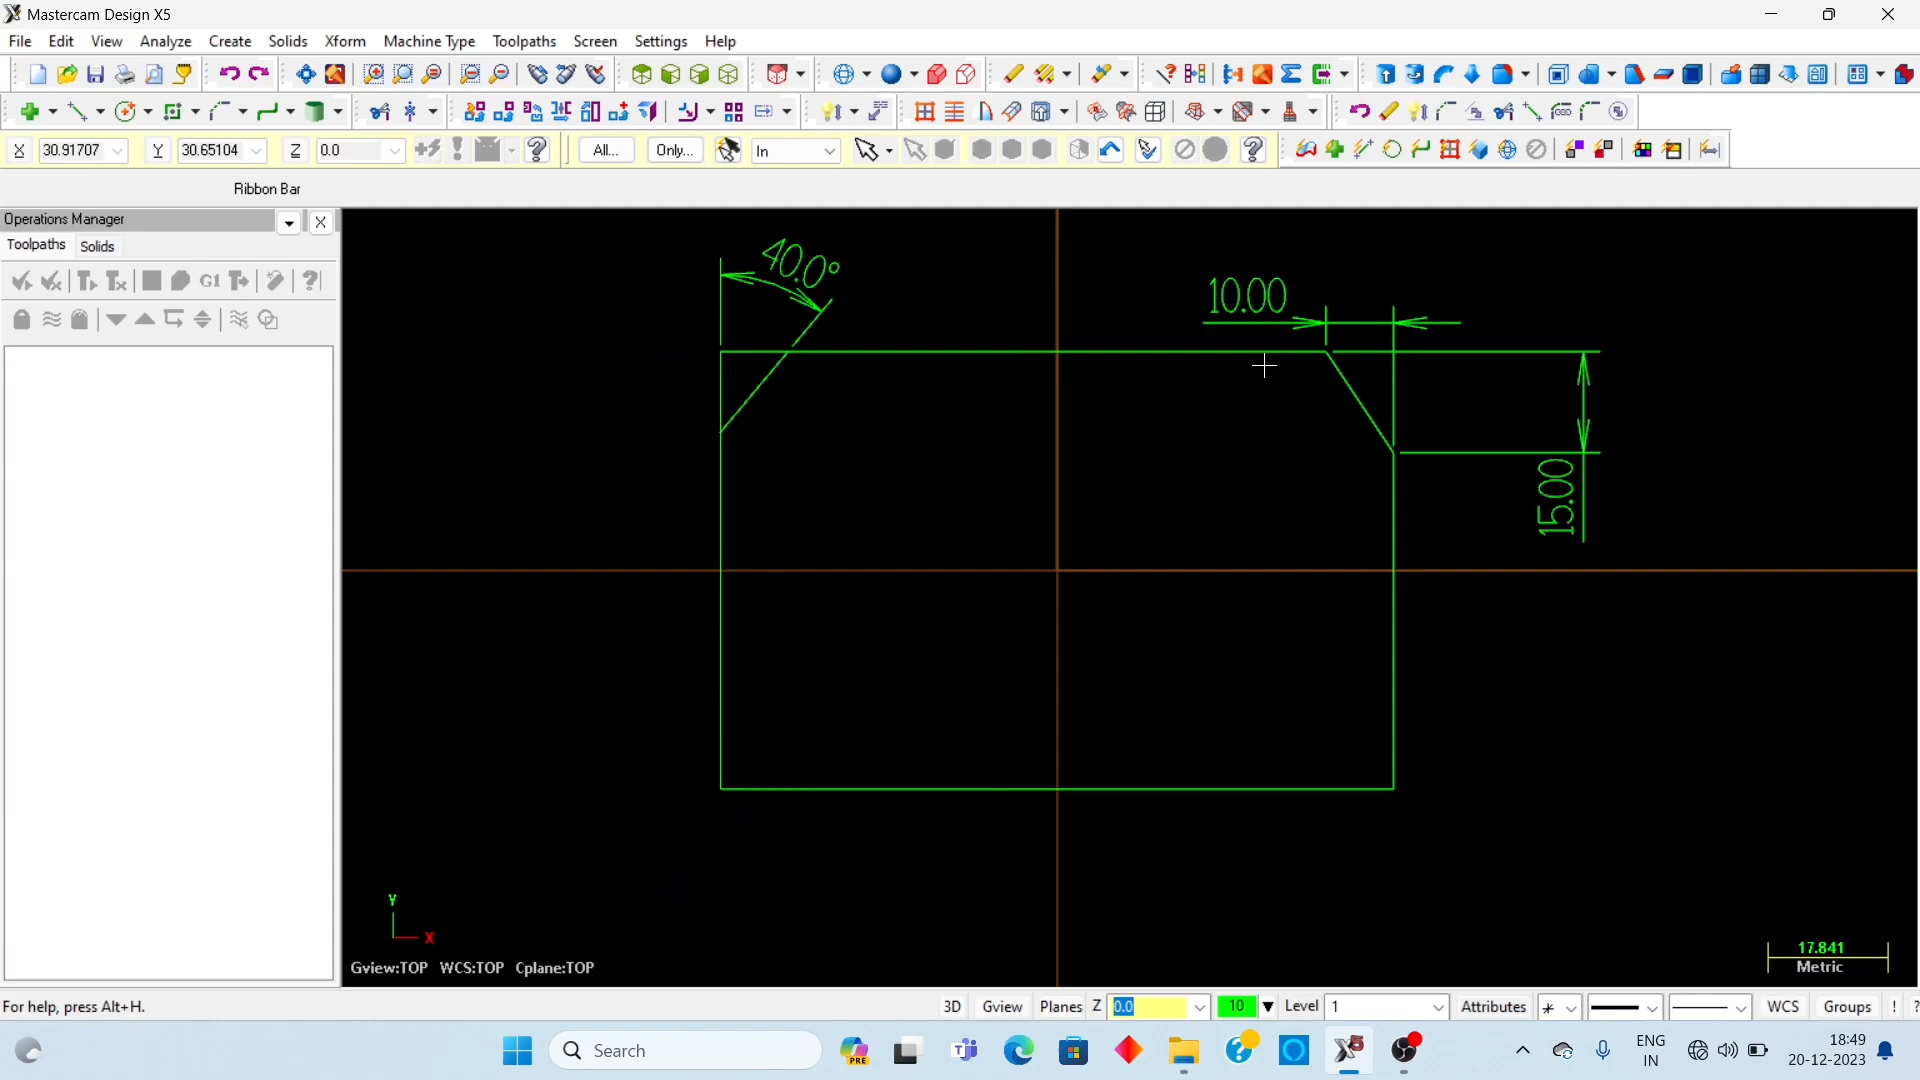 Mastercam Design X5
File Edit View Analyze Create Solids Xform Machine Type Toolpaths Screen Settings Help
X 30.91707 Y 30.65104 Z 0.0 All... Only... In
Ribbon Bar
Operations Manager
Toolpaths Solids
G1
40.0°
10.00
15.00
Y
X
Gview:TOP WCS:TOP Cplane:TOP
17.841
Metric
For help, press Alt+H.
3D Gview Planes Z 0.0 10 Level 1 Attributes WCS Groups ! ?
Search
PRE
ENG
IN
18:49
20-12-2023